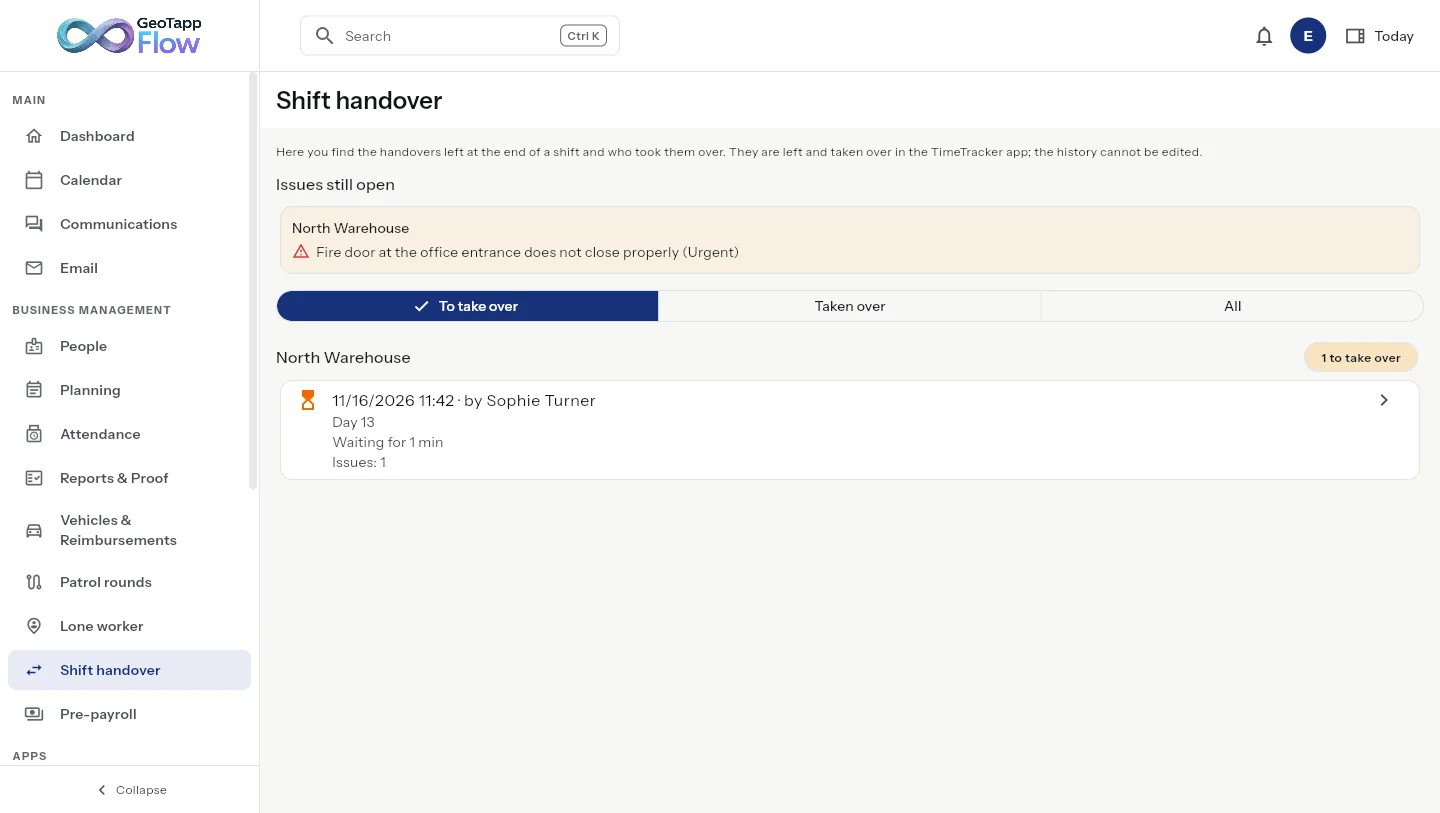 GeoTapp
Flow
Search
Ctrl K
E
Today
MAIN
Dashboard
Calendar
Communications
Email
BUSINESS MANAGEMENT
People
Planning
Attendance
Reports & Proof
Vehicles &
Reimbursements
Patrol rounds
Lone worker
Shift handover
Pre-payroll
APPS
Collapse
Shift handover
Here you find the handovers left at the end of a shift and who took them over. They are left and taken over in the TimeTracker app; the history cannot be edited.
Issues still open
North Warehouse
Fire door at the office entrance does not close properly (Urgent)
To take over
Taken over
All
North Warehouse
1 to take over
11/16/2026 11:42 · by Sophie Turner
Day 13
Waiting for 1 min
Issues: 1